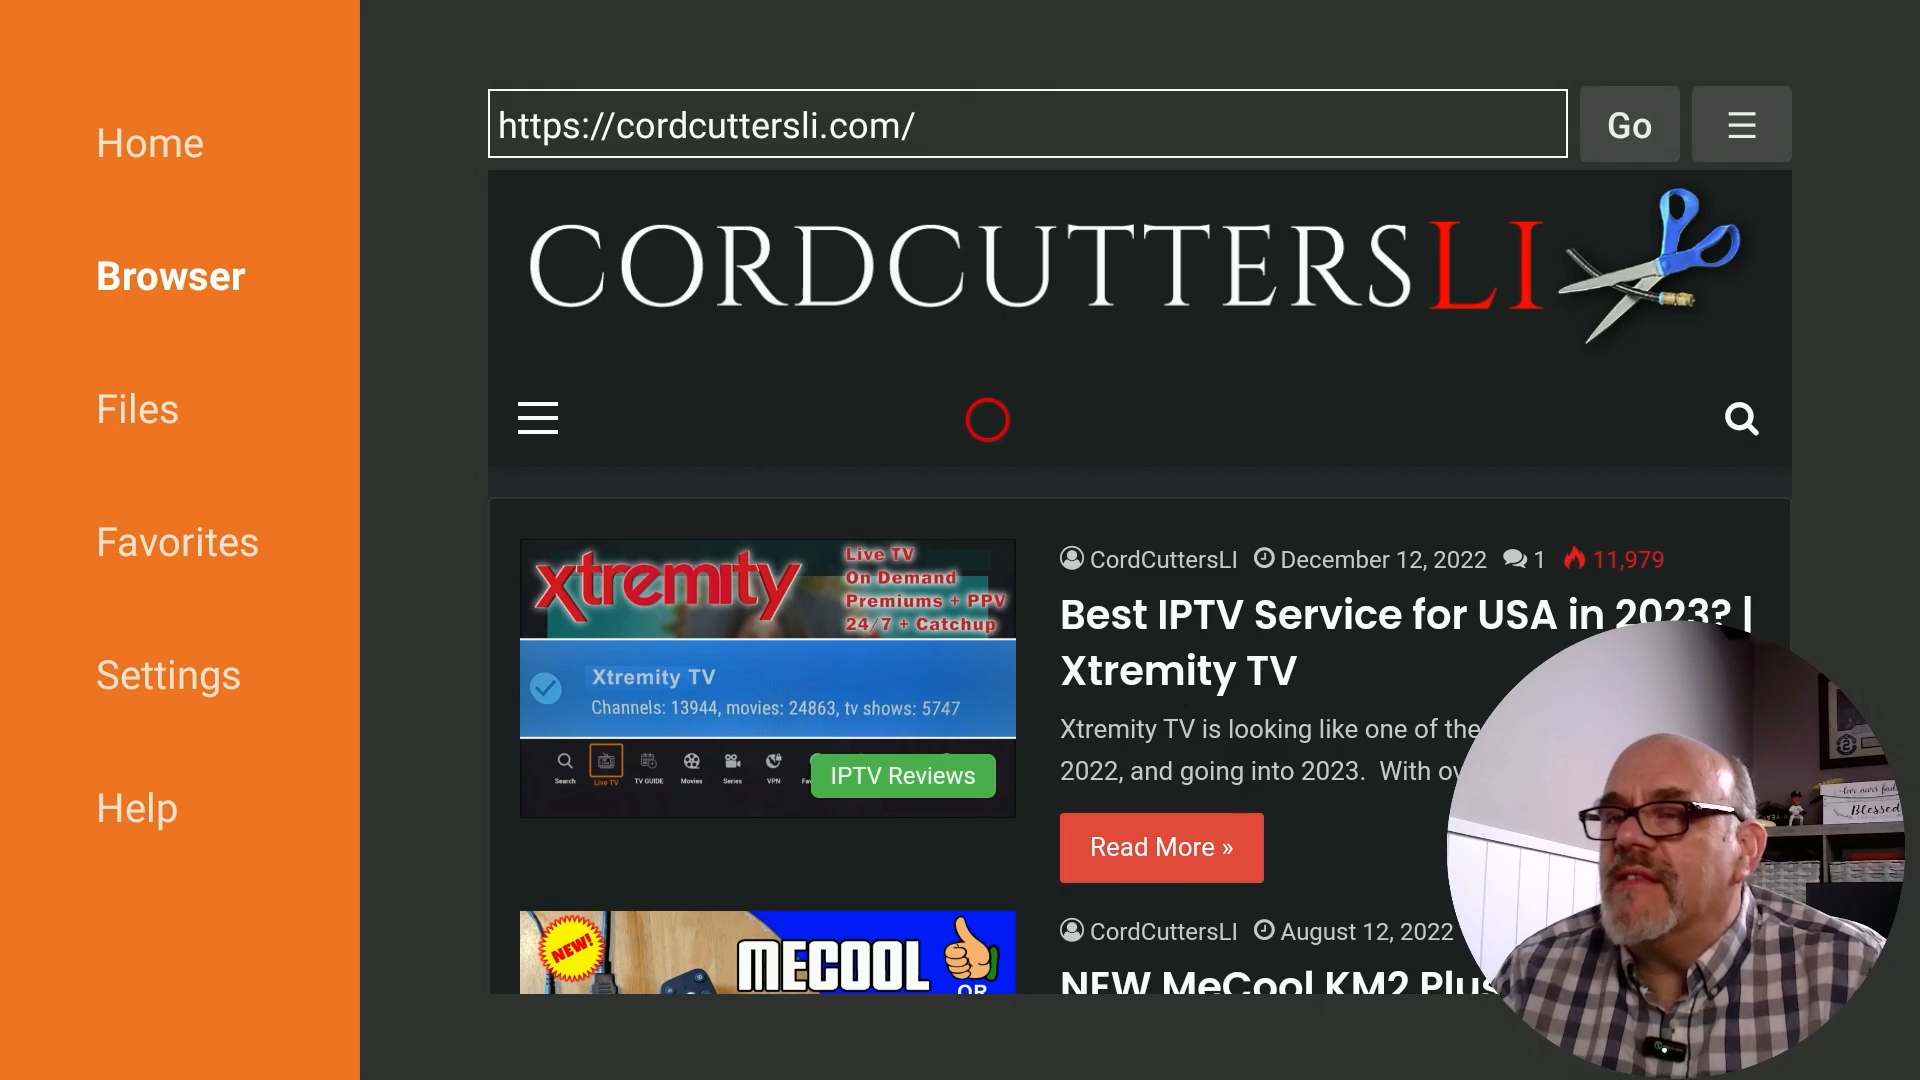 Home
Browser
Files
Favorites
Settings
Help
https://cordcuttersli.com/
Go
CORDCUTTERSLI
xtremity
Live TV
On Demand
Premiums + PPV
24/7 + Catchup
Xtremity TV
Channels: 13944, movies: 24863, tv shows: 5747
Search Live TV TV GUIDE Movies Series VPN
IPTV Reviews
CordCuttersLI December 12, 2022 1 11,979
Best IPTV Service for USA in 2023? |
Xtremity TV
Xtremity TV is looking like one of the
2022, and going into 2023. With ov
Read More »
NEW!
MECOOL
OR
CordCuttersLI August 12, 2022
NEW MeCool KM2 Plus
Blessed